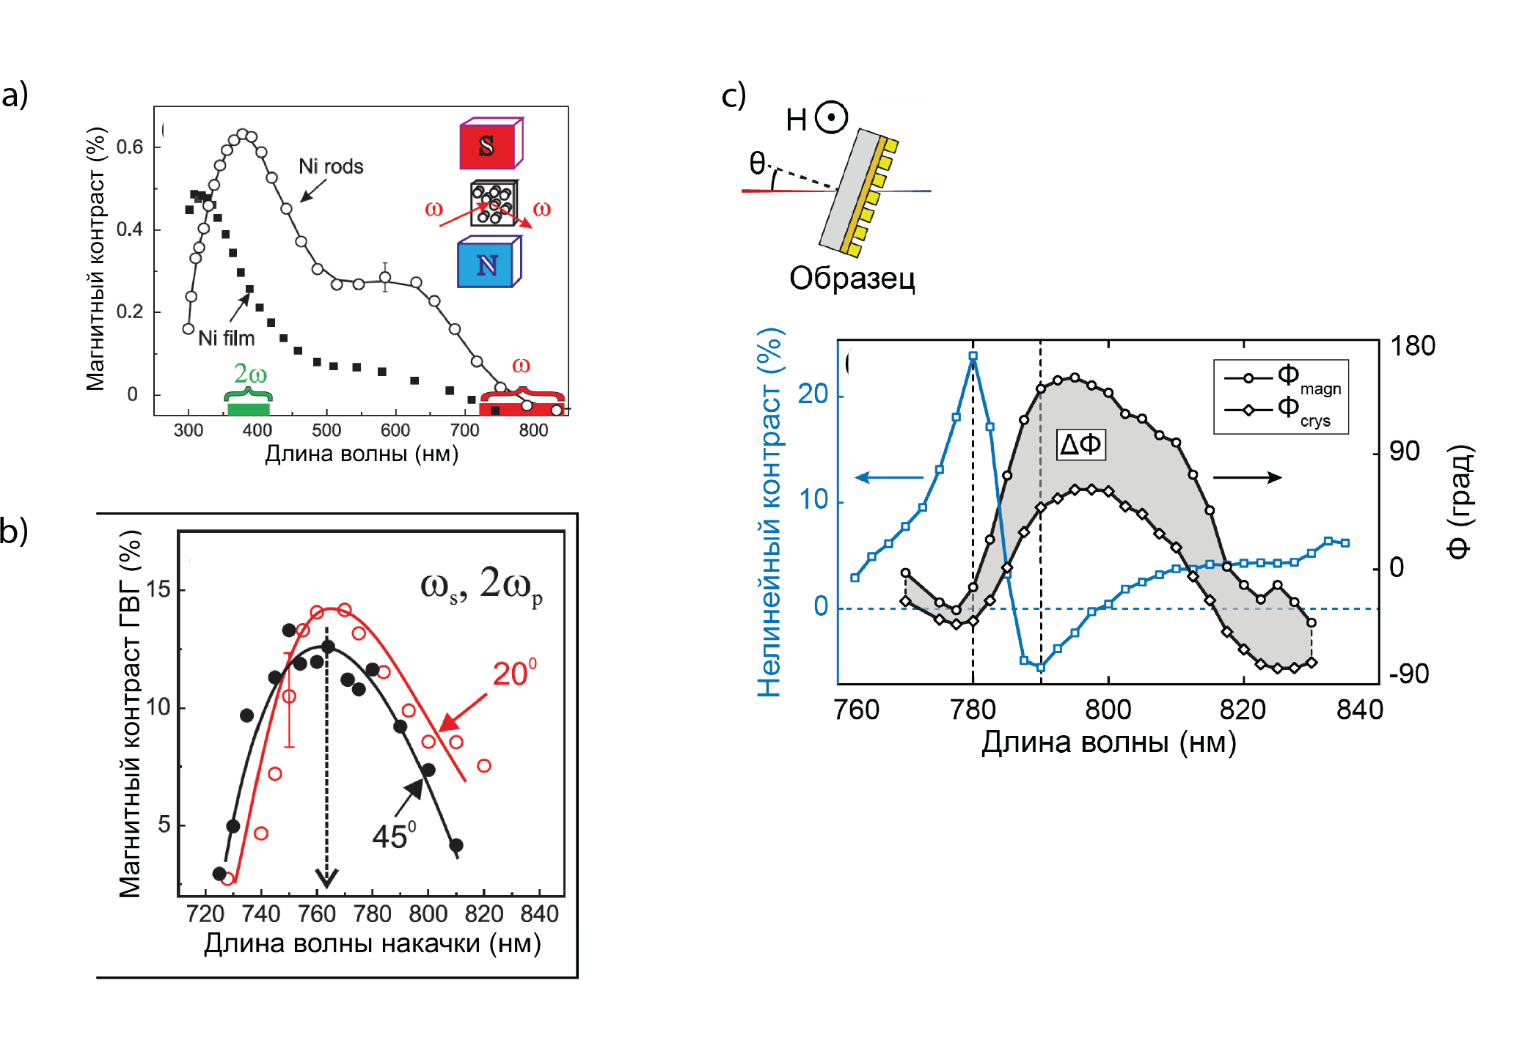 a)
Магнитный контраст (%)
0.6
0.4
0.2
0
Ni rods
Ni film
S
ω
ω
N
2ω
ω
300 400 500 600 700 800
Длина волны (нм)
b)
Магнитный контраст ГВГ (%)
15
10
5
ωs, 2ωp
20⁰
45⁰
720 740 760 780 800 820 840
Длина волны накачки (нм)
c)
H
θ
Образец
Нелинейный контраст (%)
20
10
0
Φmagn
Φcrys
ΔΦ
180
90
0
-90
Φ (град)
760 780 800 820 840
Длина волны (нм)